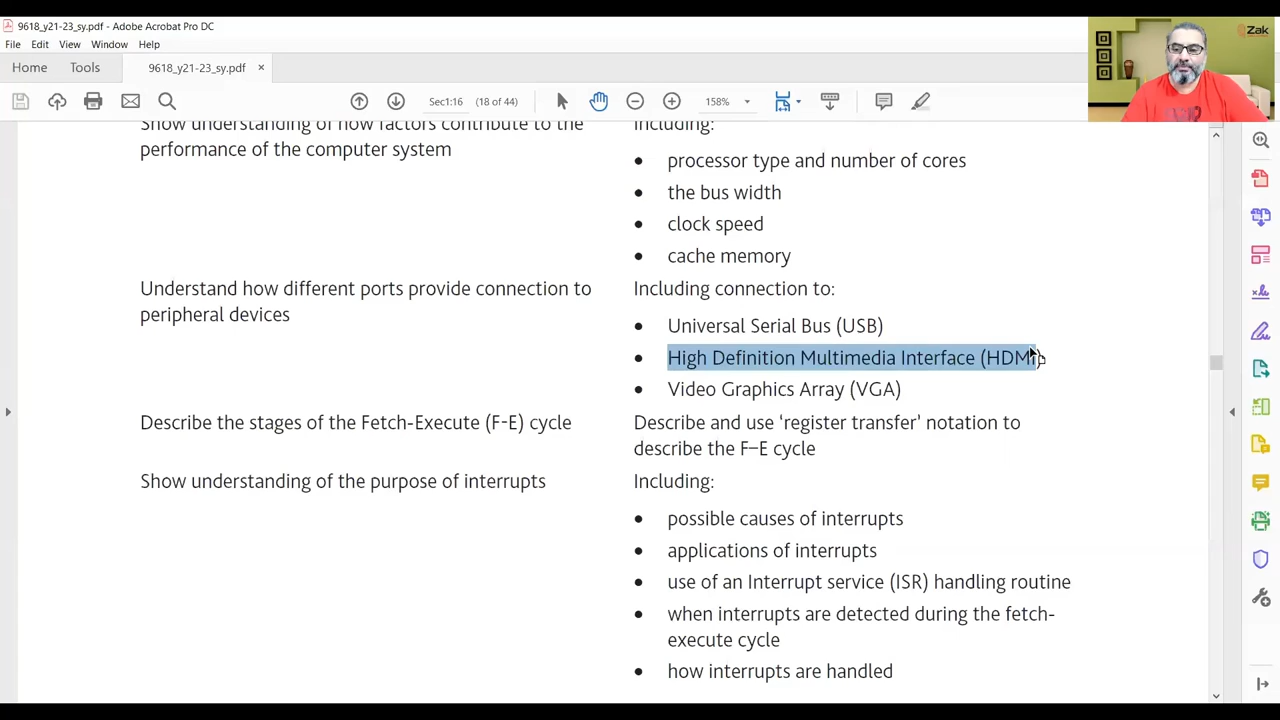 9618_y21-23_sy.pdf - Adobe Acrobat Pro DC
File Edit View Window Help
Home Tools 9618_y21-23_sy.pdf ×
Sec1:16 (18 of 44) 158%
Zak
Show understanding of how factors contribute to the
performance of the computer system
Including:
• processor type and number of cores
• the bus width
• clock speed
• cache memory
Understand how different ports provide connection to
peripheral devices
Including connection to:
• Universal Serial Bus (USB)
• High Definition Multimedia Interface (HDMI)
• Video Graphics Array (VGA)
Describe the stages of the Fetch-Execute (F-E) cycle
Describe and use ‘register transfer’ notation to
describe the F–E cycle
Show understanding of the purpose of interrupts
Including:
• possible causes of interrupts
• applications of interrupts
• use of an Interrupt service (ISR) handling routine
• when interrupts are detected during the fetch-
execute cycle
• how interrupts are handled